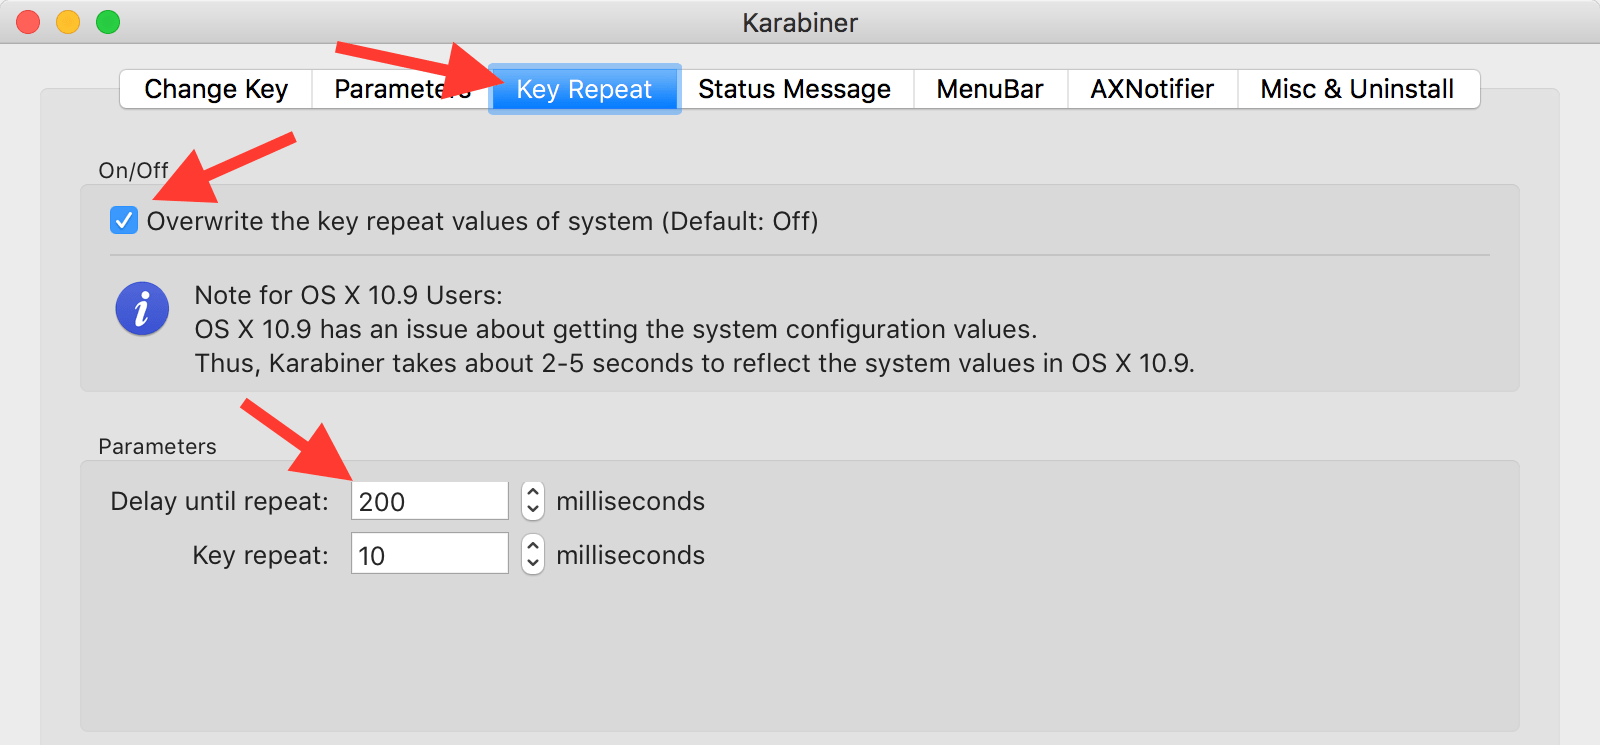 Karabiner
Change Key Parameters Key Repeat Status Message MenuBar AXNotifier Misc & Uninstall
On/Off
Overwrite the key repeat values of system (Default: Off)
Note for OS X 10.9 Users:
OS X 10.9 has an issue about getting the system configuration values.
Thus, Karabiner takes about 2-5 seconds to reflect the system values in OS X 10.9.
Parameters
Delay until repeat: 200 milliseconds
Key repeat: 10 milliseconds